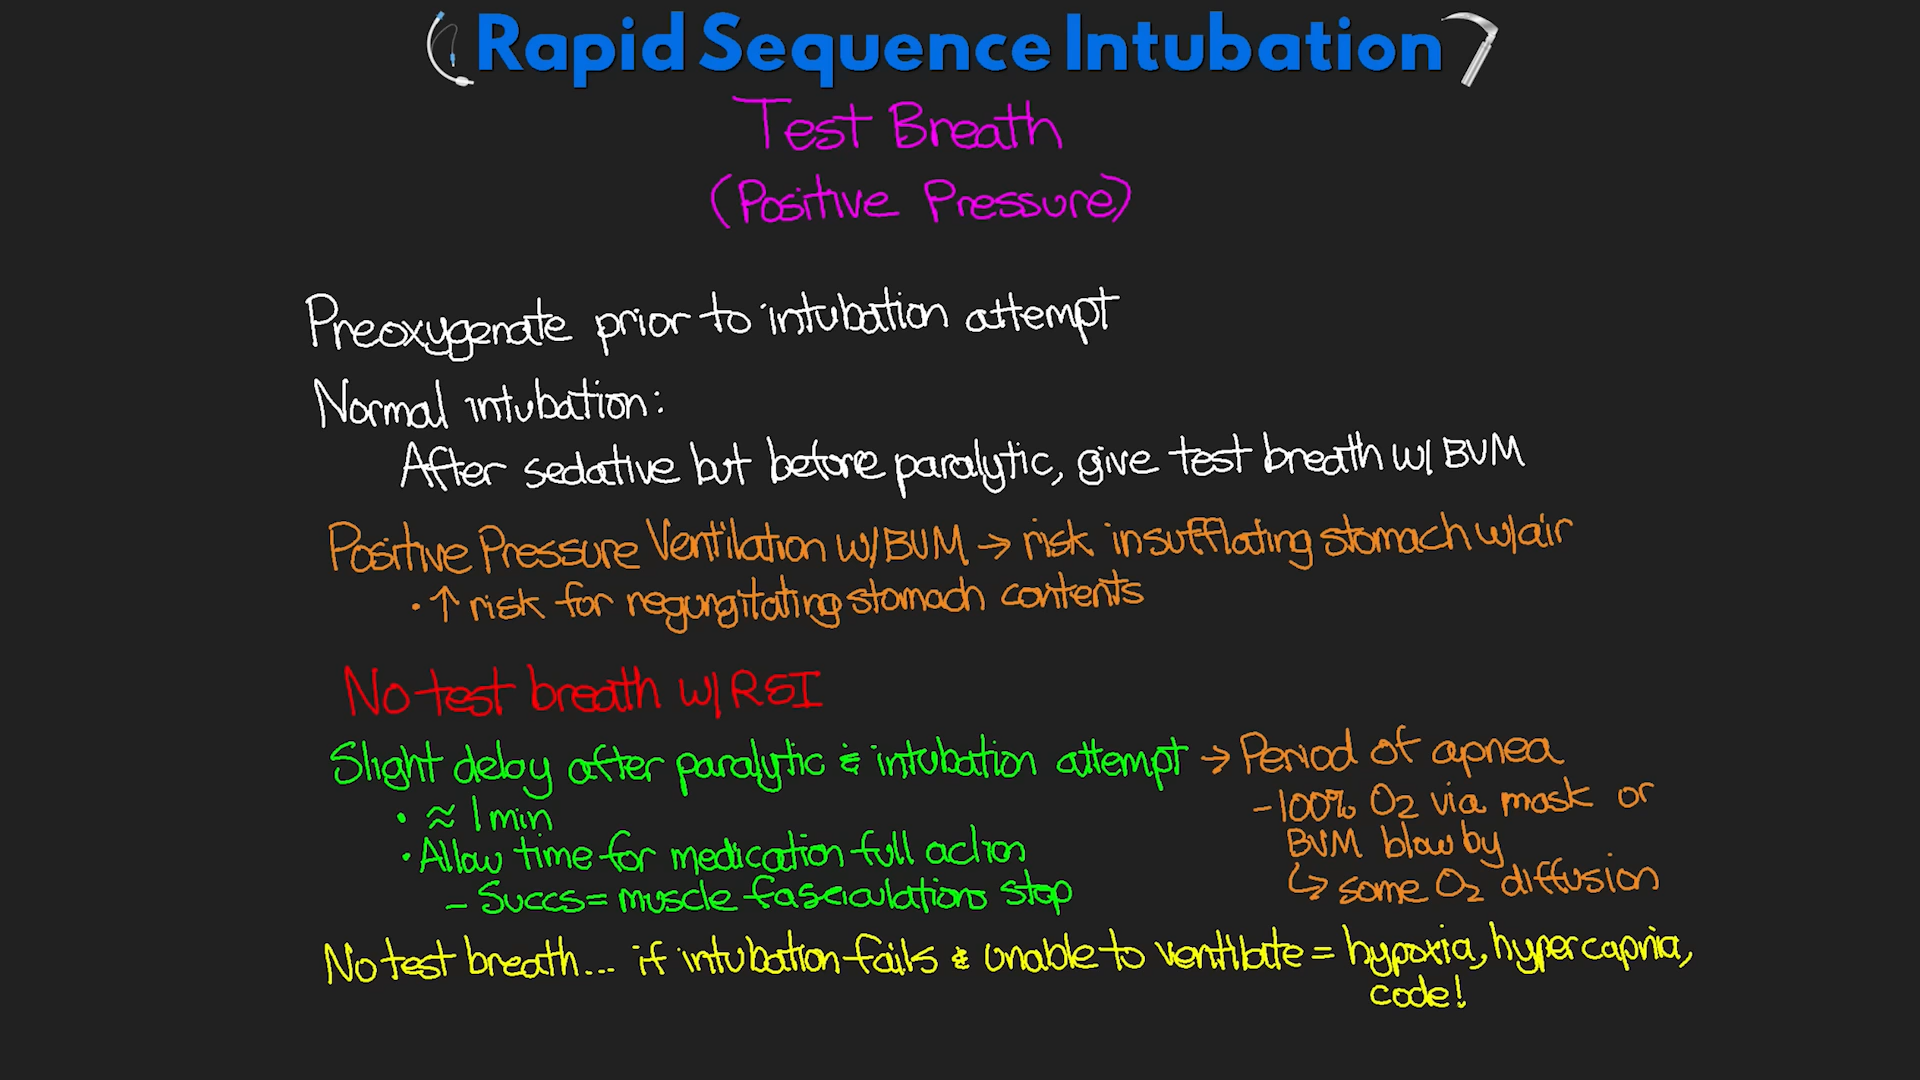 Rapid Sequence Intubation
Test Breath
(Positive Pressure)
Preoxygenate prior to intubation attempt
Normal intubation:
After sedative but before paralytic, give test breath w/ BVM
Positive Pressure Ventilation w/ BVM → risk insufflating stomach w/ air
• ↑ risk for regurgitating stomach contents
No test breath w/ RSI
Slight delay after paralytic & intubation attempt → Period of apnea
• ≈ 1 min
• Allow time for medication full action
- Succs = muscle fasciculations stop
- 100% O2 via mask or
BVM blow by
↳ some O2 diffusion
No test breath... if intubation fails & unable to ventilate = hypoxia, hypercapnia,
code!